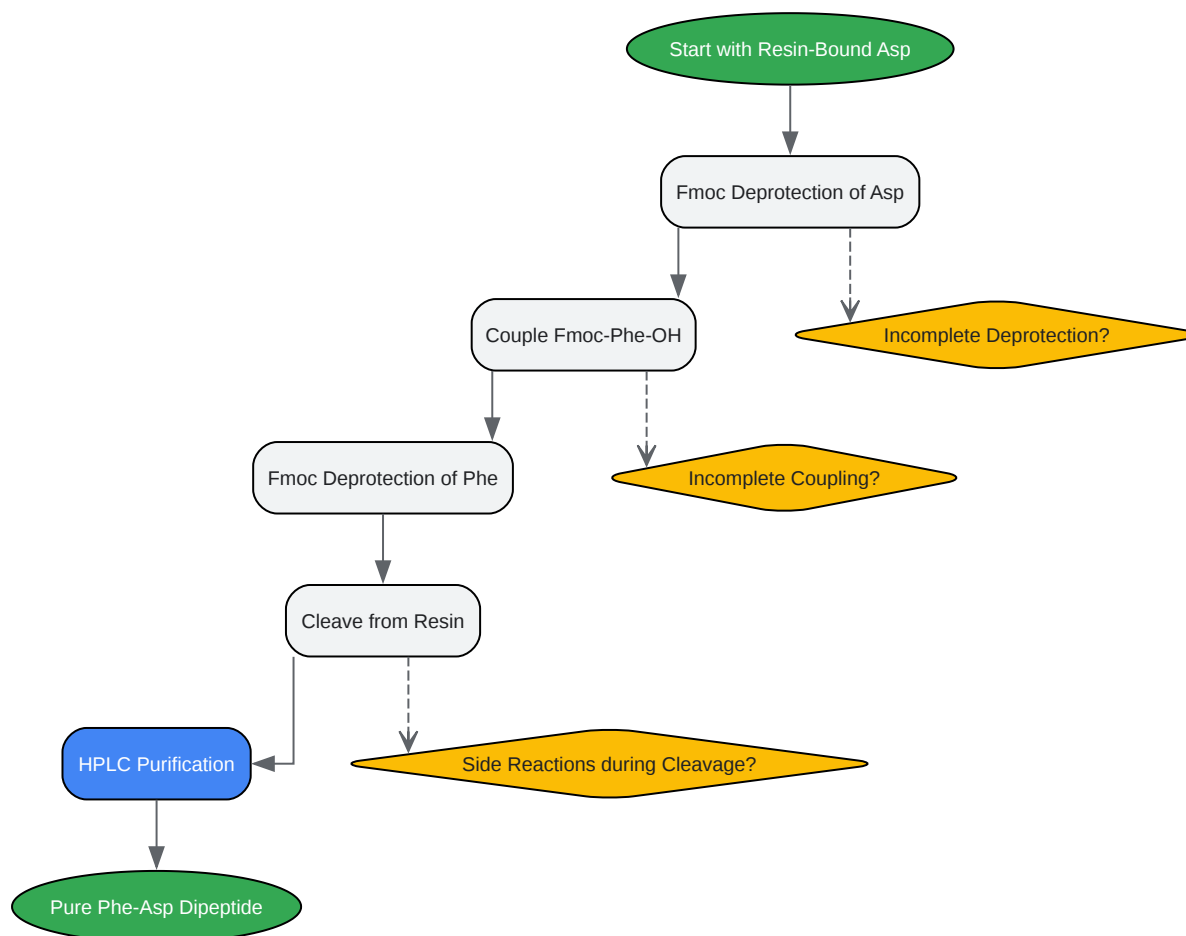 Start with Resin-Bound Asp
Fmoc Deprotection of Asp
Couple Fmoc-Phe-OH
Incomplete Deprotection?
Fmoc Deprotection of Phe
Incomplete Coupling?
Cleave from Resin
HPLC Purification
Side Reactions during Cleavage?
Pure Phe-Asp Dipeptide